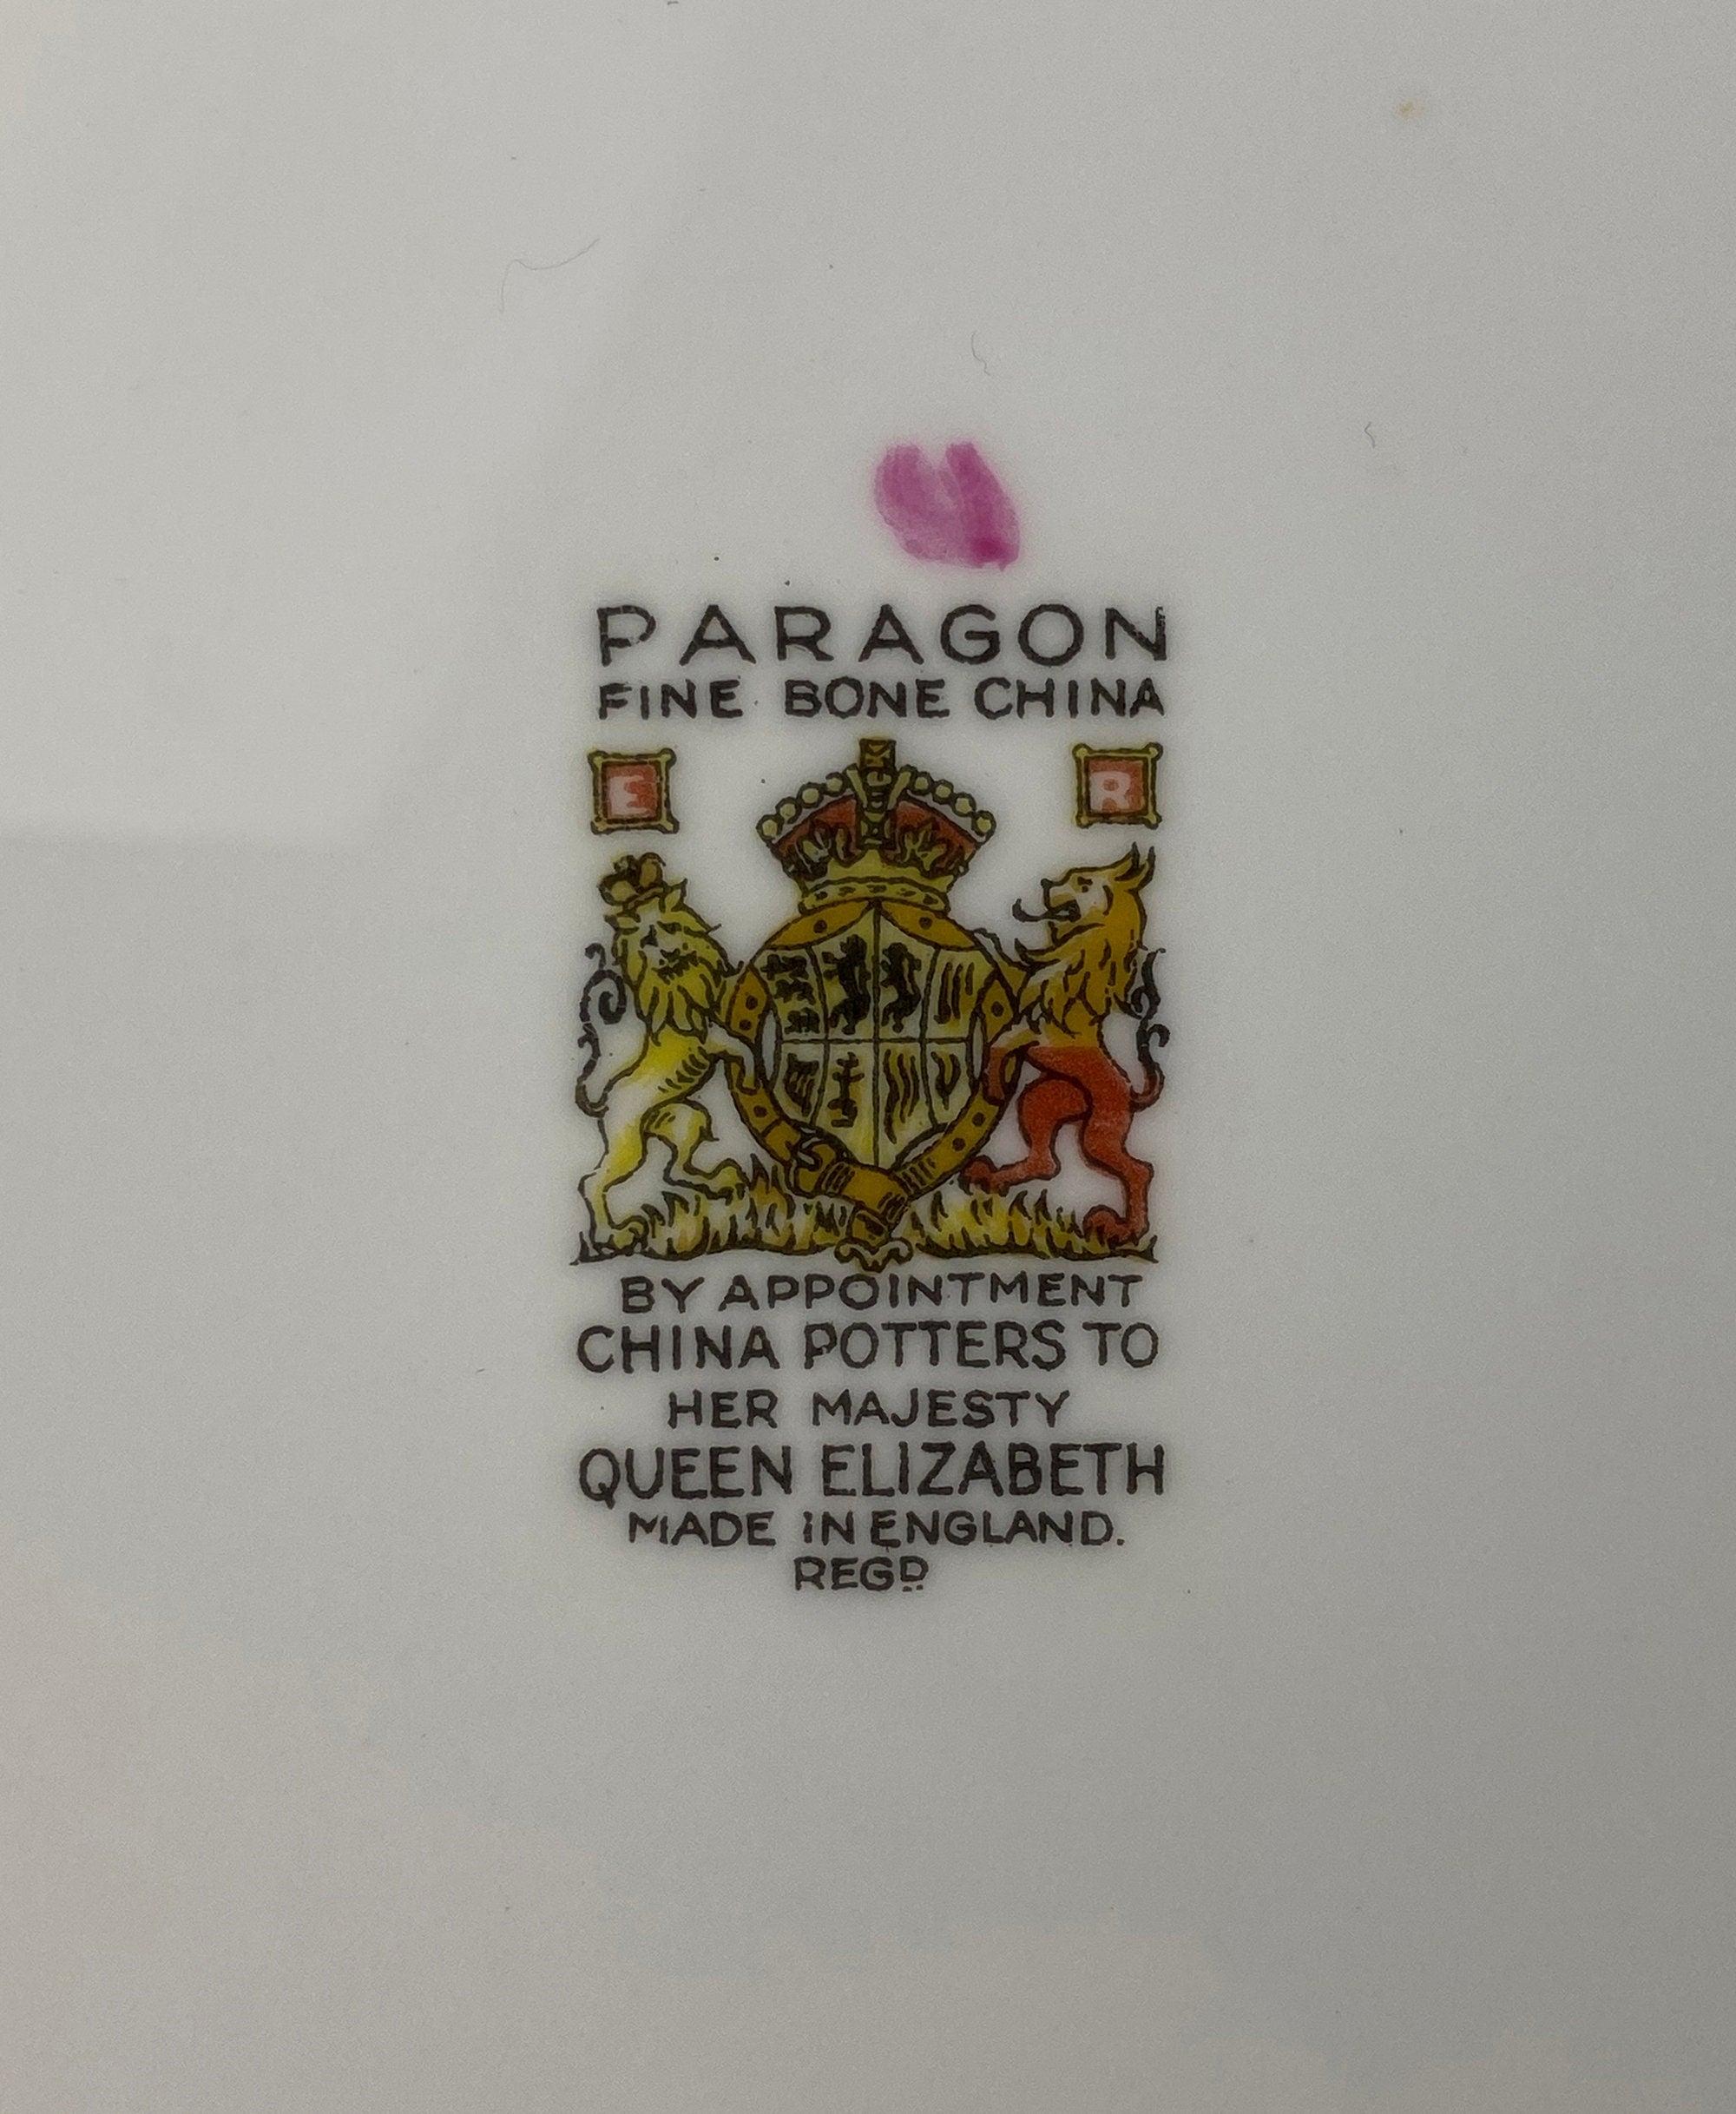 PARAGON
FINE BONE CHINA
E R
BY APPOINTMENT
CHINA POTTERS TO
HER MAJESTY
QUEEN ELIZABETH
MADE IN ENGLAND.
REGD